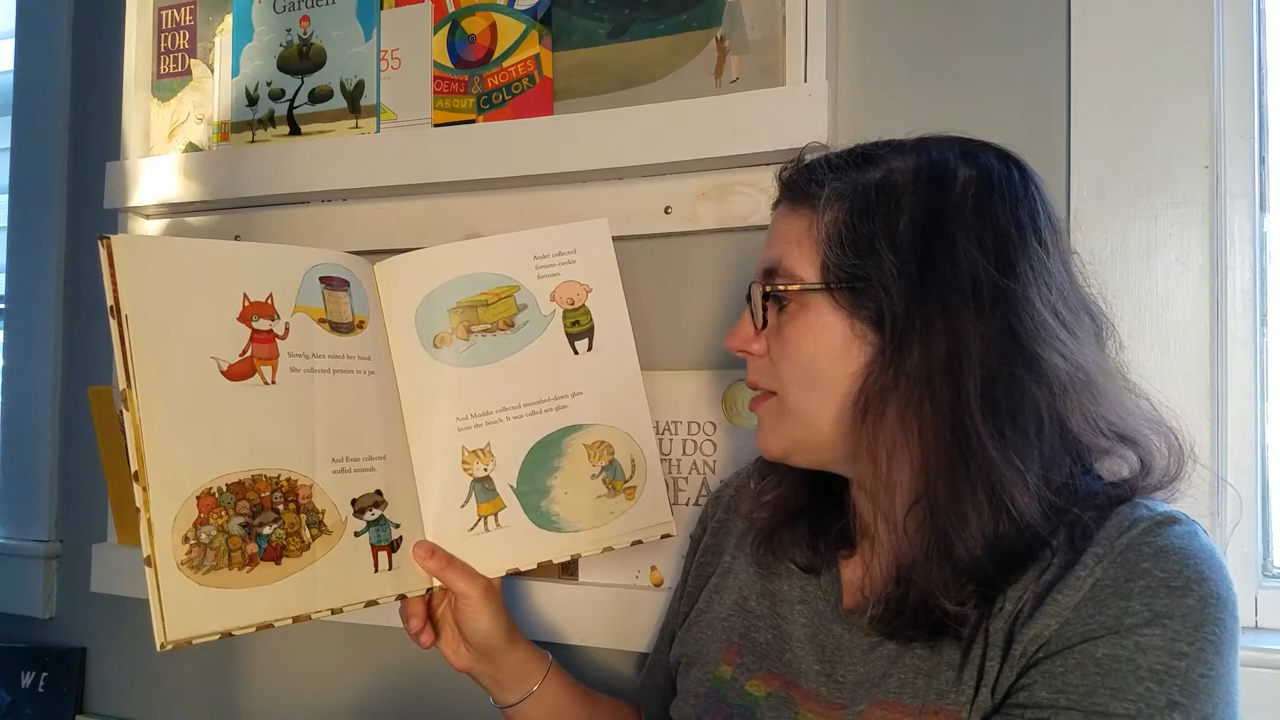 TIME
FOR
BED
Garden
35
POEMS & NOTES
ABOUT COLOR
Slowly, Alex raised her hand.
She collected pennies in a jar
And Evan collected
stuffed animals.
André collected
fortune-cookie
fortunes.
And Maddie collected smoothed-down glass
from the beach. It was called sea glass.
HAT DO
U DO
TH AN
DEA
WE